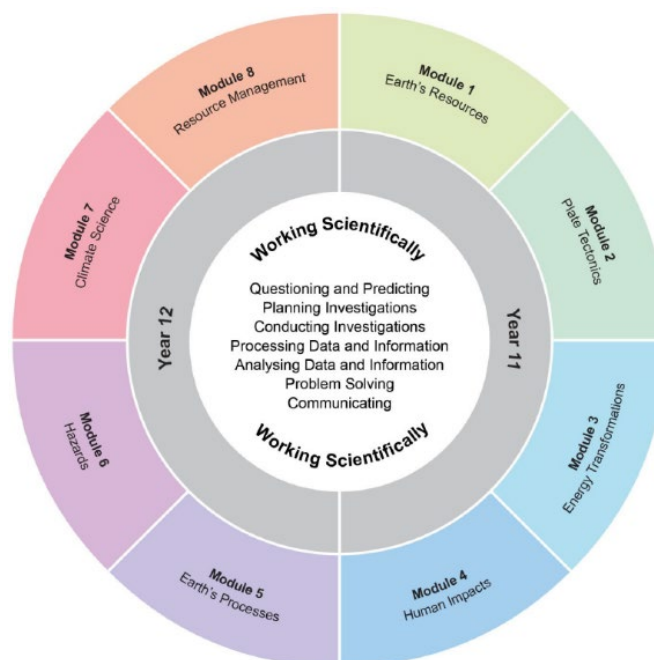 Module 1
Earth's Resources
Module 2
Plate Tectonics
Module 3
Energy Transformations
Module 4
Human Impacts
Module 5
Earth's Processes
Module 6
Hazards
Module 7
Climate Science
Module 8
Resource Management
Year 11
Year 12
Working Scientifically
Questioning and Predicting
Planning Investigations
Conducting Investigations
Processing Data and Information
Analysing Data and Information
Problem Solving
Communicating
Working Scientifically